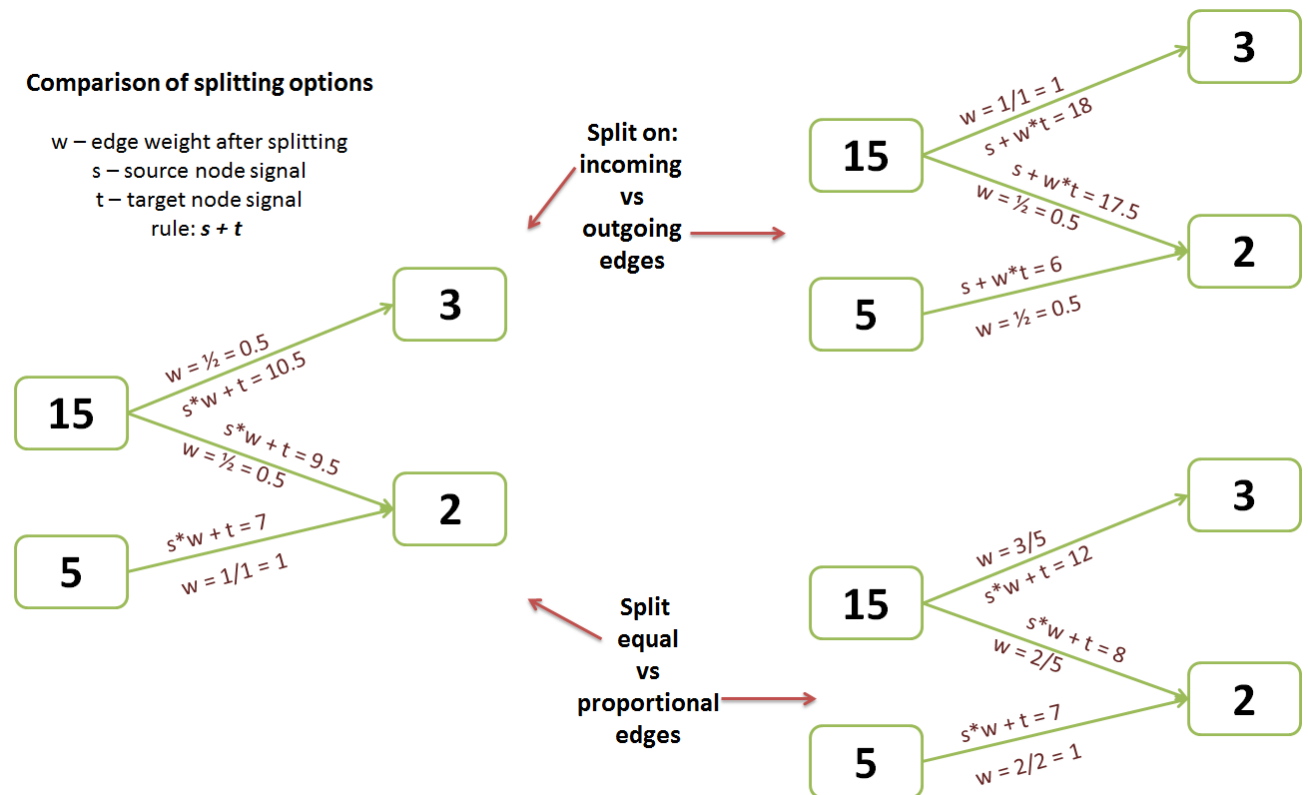 Comparison of splitting options
w – edge weight after splitting
s – source node signal
t – target node signal
rule: s + t
Split on:
incoming
vs
outgoing
edges
15
5
3
2
w = ½ = 0.5
s*w + t = 10.5
s*w + t = 9.5
w = ½ = 0.5
s*w + t = 7
w = 1/1 = 1
15
5
3
2
w = 1/1 = 1
s + w*t = 18
s + w*t = 17.5
w = ½ = 0.5
s + w*t = 6
w = ½ = 0.5
Split
equal
vs
proportional
edges
15
5
3
2
w = 3/5
s*w + t = 12
s*w + t = 8
w = 2/5
s*w + t = 7
w = 2/2 = 1